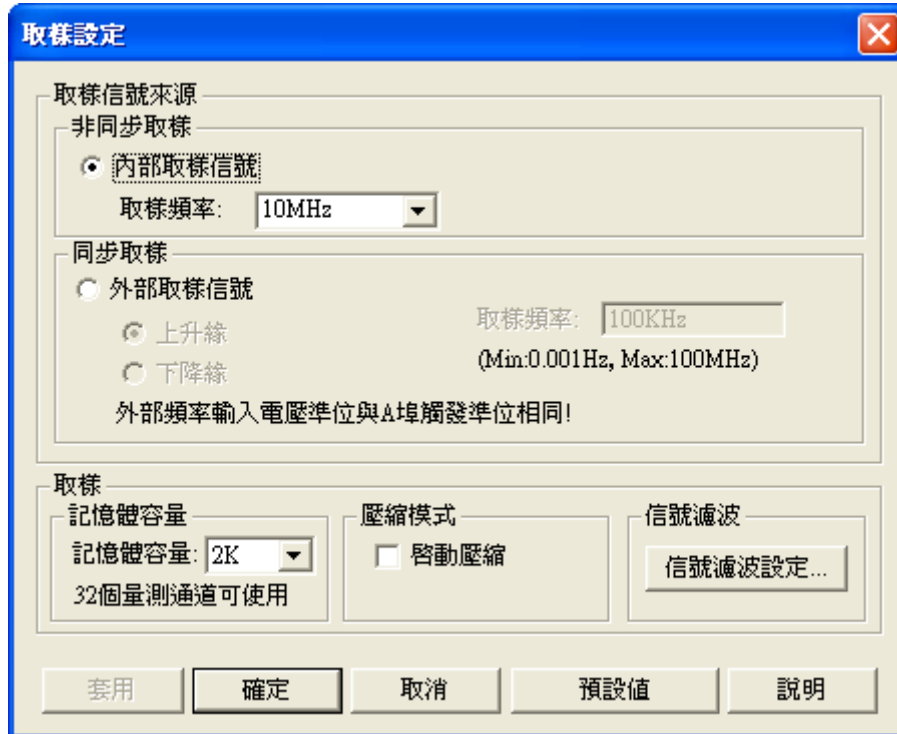 取樣設定
取樣信號來源
非同步取樣
內部取樣信號
取樣頻率: 10MHz
同步取樣
外部取樣信號
上升緣
取樣頻率: 100KHz
下降緣
(Min:0.001Hz, Max:100MHz)
外部頻率輸入電壓準位與A埠觸發準位相同!
取樣
記憶體容量
記憶體容量: 2K
32個量測通道可使用
壓縮模式
啓動壓縮
信號濾波
信號濾波設定...
套用 確定 取消 預設值 說明